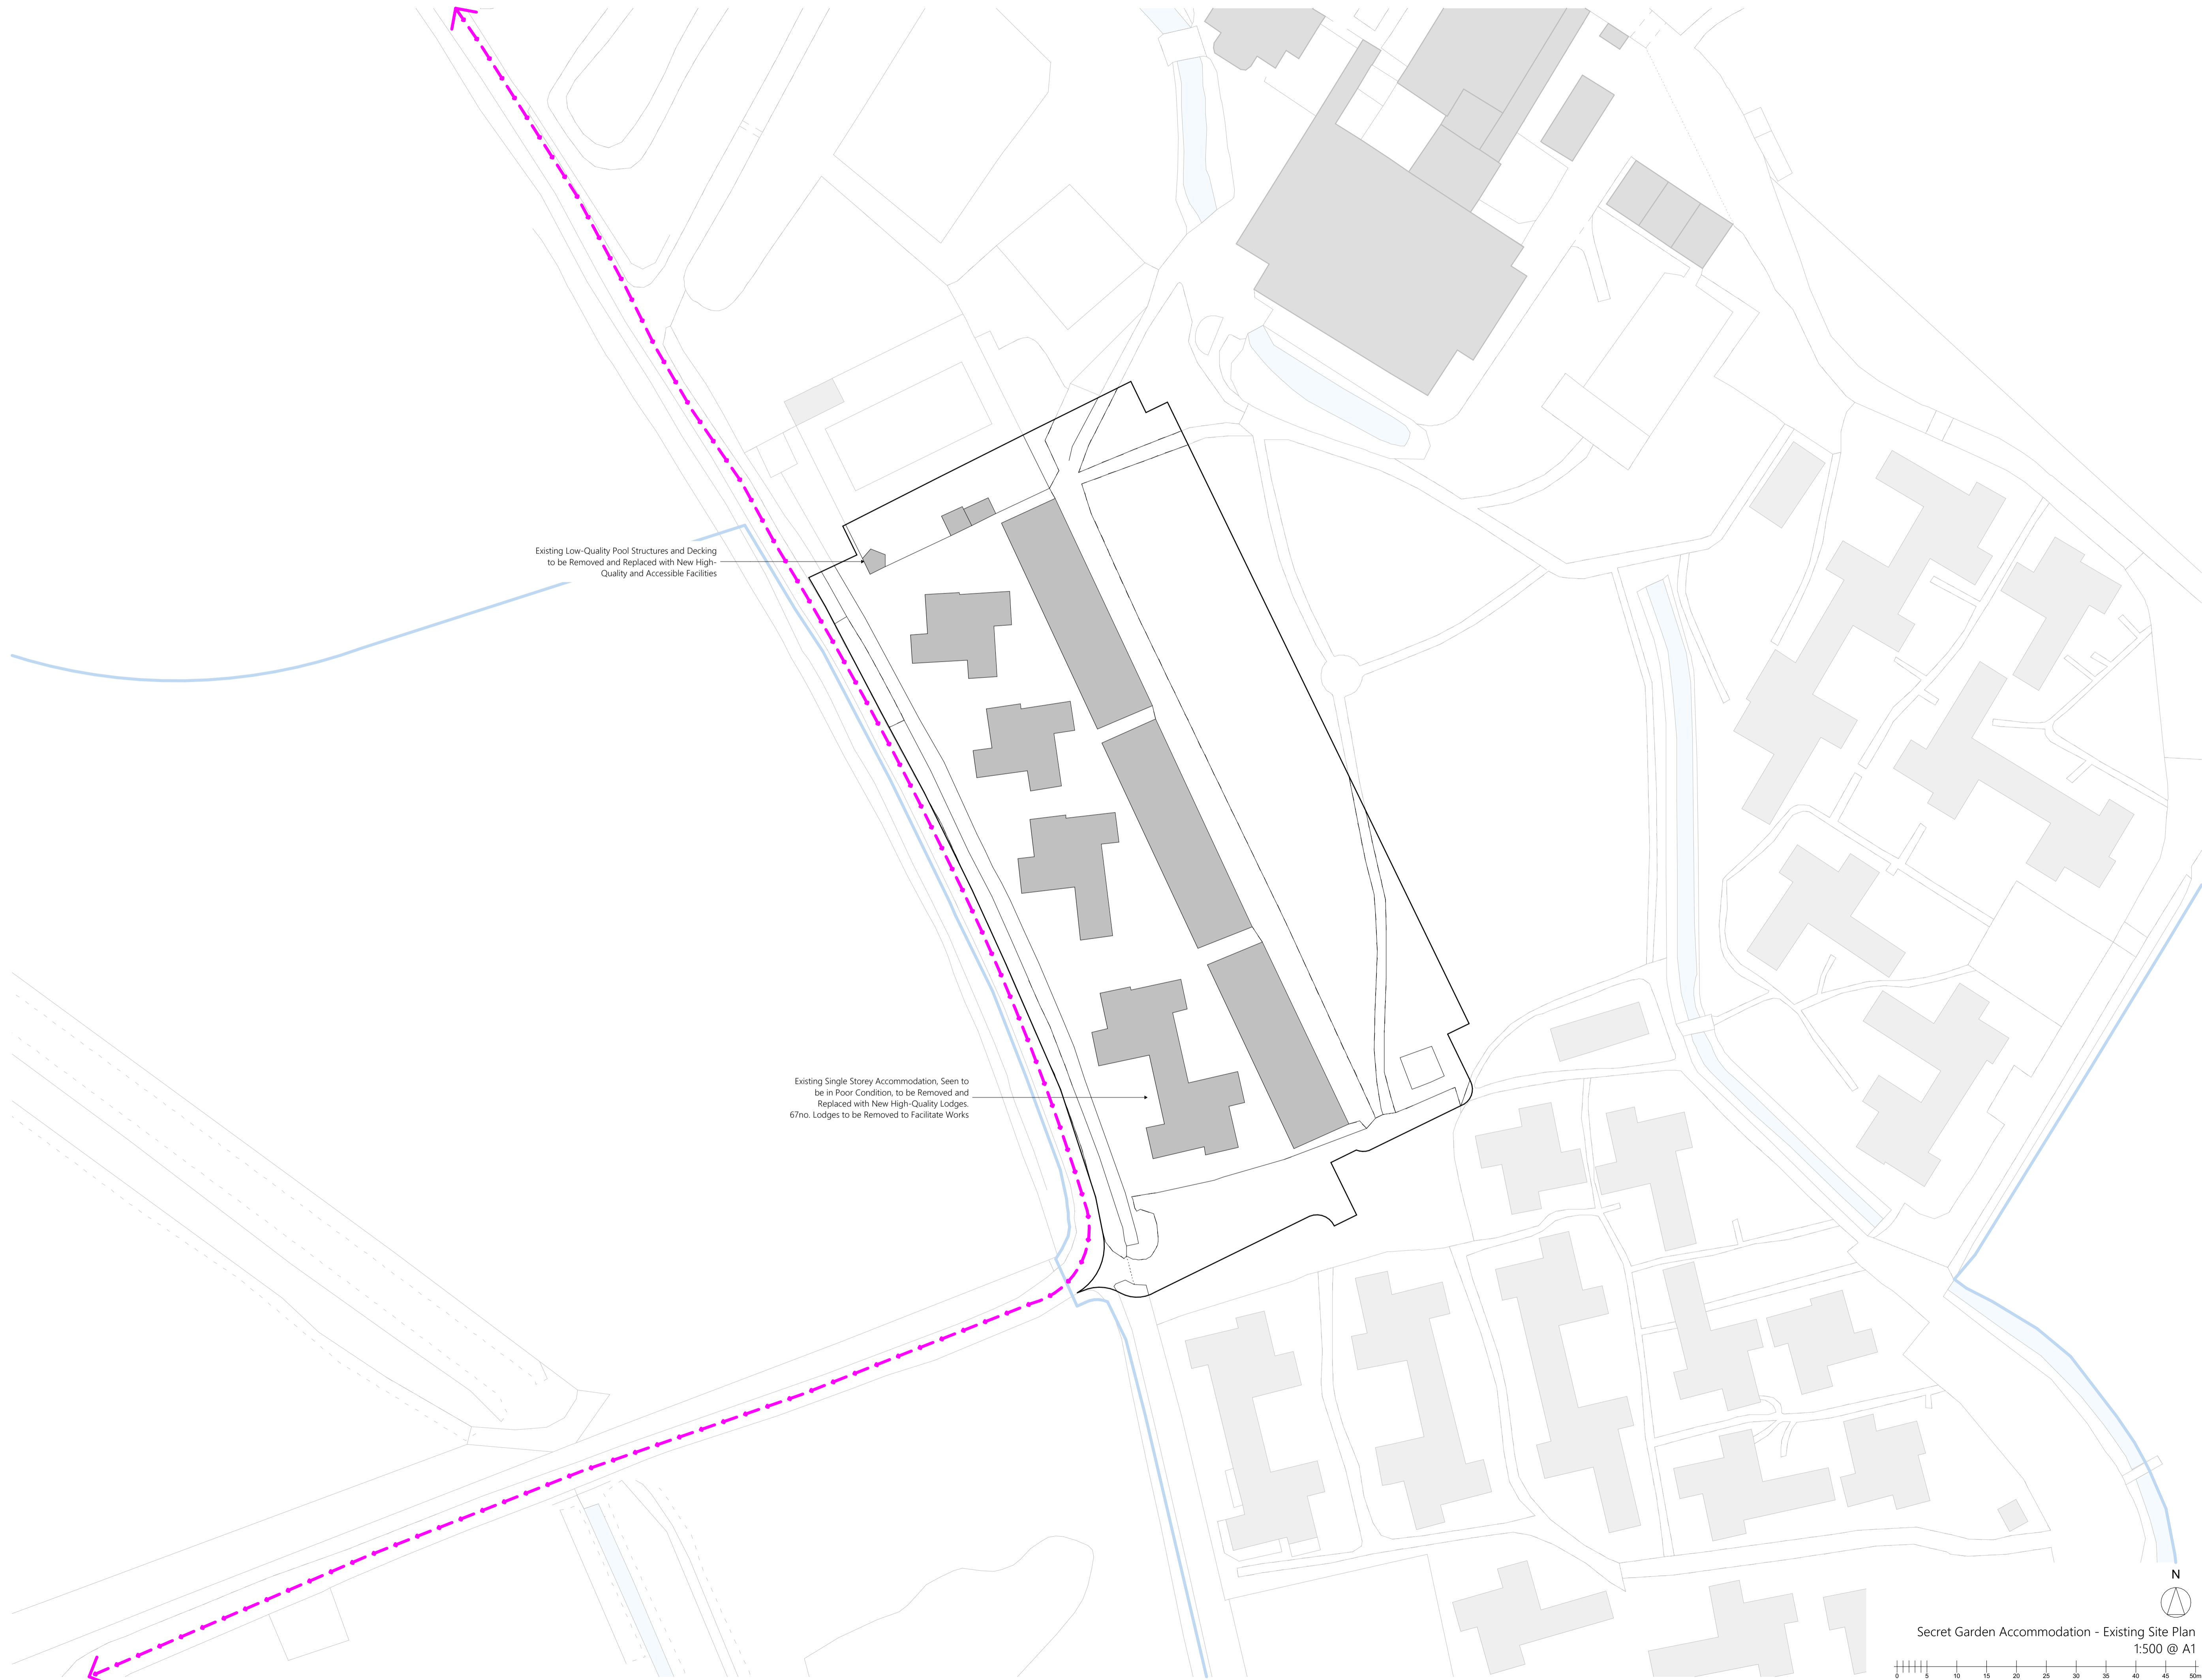 Existing Low-Quality Pool Structures and Decking
to be Removed and Replaced with New High-
Quality and Accessible Facilities
Existing Single Storey Accommodation, Seen to
be in Poor Condition, to be Removed and
Replaced with New High-Quality Lodges.
67no. Lodges to be Removed to Facilitate Works
N
Secret Garden Accommodation - Existing Site Plan
1:500 @ A1
0 5 10 15 20 25 30 35 40 45 50m